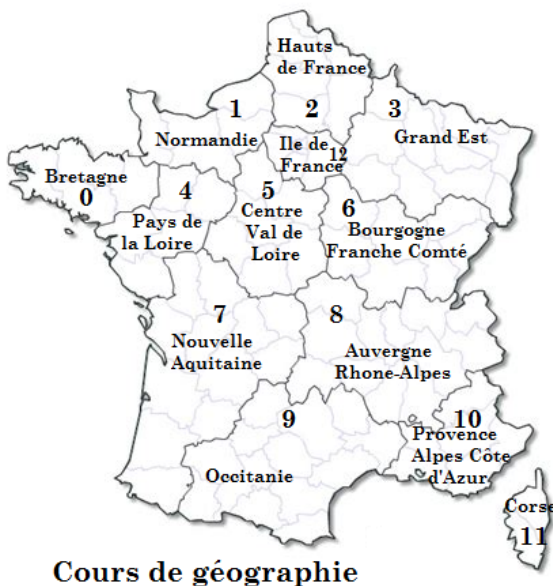 Hauts
de France
1
2
3
Normandie
Ile de
France
12
Grand Est
Bretagne
0
4
Pays de
la Loire
5
Centre
Val de
Loire
6
Bourgogne
Franche Comté
7
Nouvelle
Aquitaine
8
Auvergne
Rhone-Alpes
9
Occitanie
10
Provence
Alpes Côte
d'Azur
Corse
11
Cours de géographie